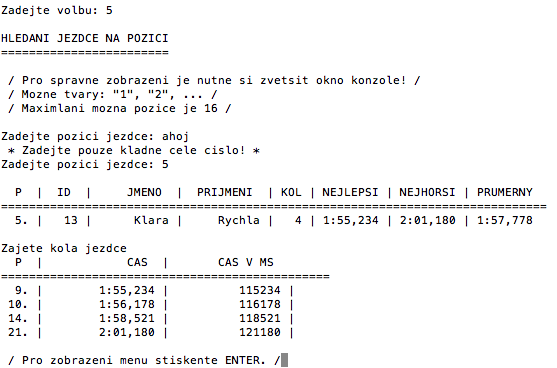 Zadejte volbu: 5
HLEDANI JEZDCE NA POZICI
========================
/ Pro spravne zobrazeni je nutne si zvetsit okno konzole! /
/ Mozne tvary: "1", "2", ... /
/ Maximlani mozna pozice je 16 /
Zadejte pozici jezdce: ahoj
* Zadejte pouze kladne cele cislo! *
Zadejte pozici jezdce: 5
P | ID | JMENO | PRIJMENI | KOL | NEJLEPSI | NEJHORSI | PRUMERNY
==============================================================================
5. | 13 | Klara | Rychla | 4 | 1:55,234 | 2:01,180 | 1:57,778
Zajete kola jezdce
P | CAS | CAS V MS
===============================================
9. | 1:55,234 | 115234 |
10. | 1:56,178 | 116178 |
14. | 1:58,521 | 118521 |
21. | 2:01,180 | 121180 |
/ Pro zobrazeni menu stiskente ENTER. /